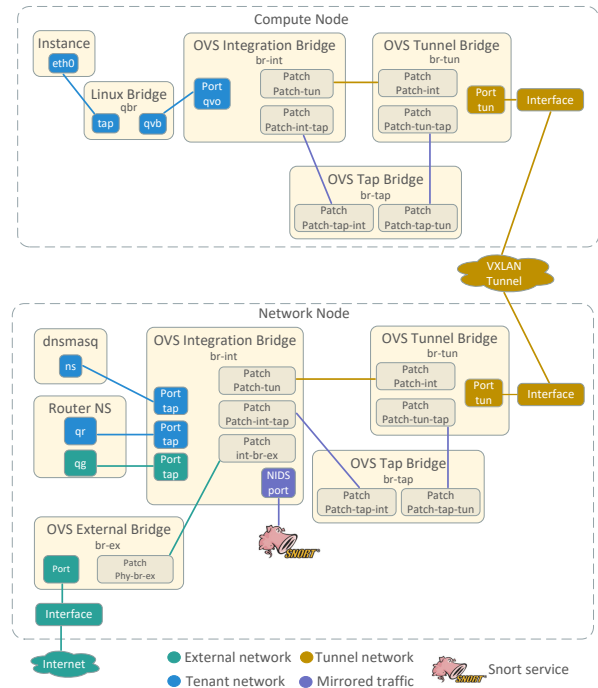 Compute Node
Instance
eth0
Linux Bridge
qbr
tap
qvb
OVS Integration Bridge
br-int
Port
qvo
Patch
Patch-tun
Patch
Patch-int-tap
OVS Tunnel Bridge
br-tun
Patch
Patch-int
Patch
Patch-tun-tap
Port
tun
Interface
OVS Tap Bridge
br-tap
Patch
Patch-tap-int
Patch
Patch-tap-tun
VXLAN
Tunnel
Network Node
dnsmasq
ns
Router NS
qr
qg
OVS Integration Bridge
br-int
Port
tap
Port
tap
Port
tap
Patch
Patch-tun
Patch
Patch-int-tap
Patch
int-br-ex
NIDS
port
OVS Tunnel Bridge
br-tun
Patch
Patch-int
Patch
Patch-tun-tap
Port
tun
Interface
OVS Tap Bridge
br-tap
Patch
Patch-tap-int
Patch
Patch-tap-tun
SNORT
OVS External Bridge
br-ex
Port
Patch
Phy-br-ex
Interface
Internet
External network
Tunnel network
Tenant network
Mirrored traffic
SNORT
Snort service